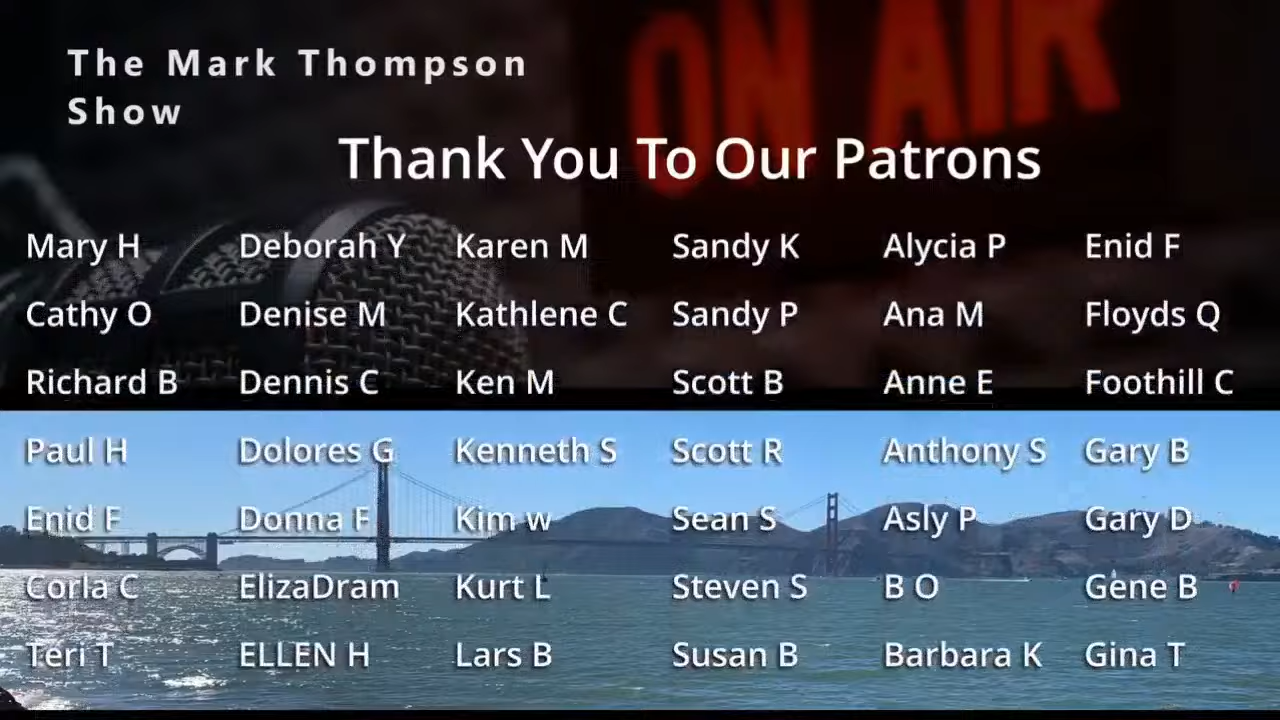 The Mark Thompson
Show
ON AIR
Thank You To Our Patrons
Mary H Deborah Y Karen M Sandy K Alycia P Enid F
Cathy O Denise M Kathlene C Sandy P Ana M Floyds Q
Richard B Dennis C Ken M Scott B Anne E Foothill C
Paul H Dolores G Kenneth S Scott R Anthony S Gary B
Enid F Donna F Kim w Sean S Asly P Gary D
Corla C ElizaDram Kurt L Steven S B O Gene B
Teri T ELLEN H Lars B Susan B Barbara K Gina T